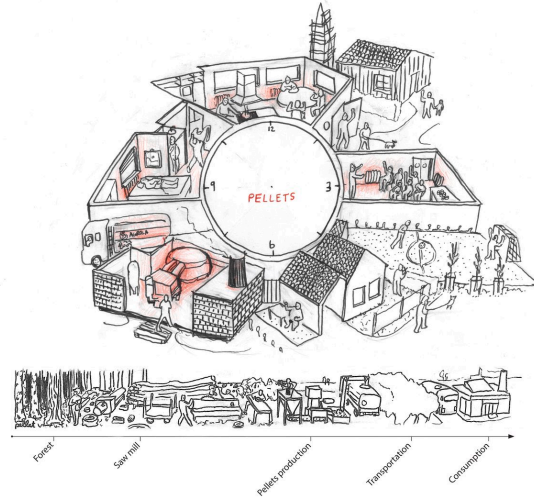 12
9
PELLETS
3
6
Forest
Saw mill
Pellets production
Transportation
Consumption